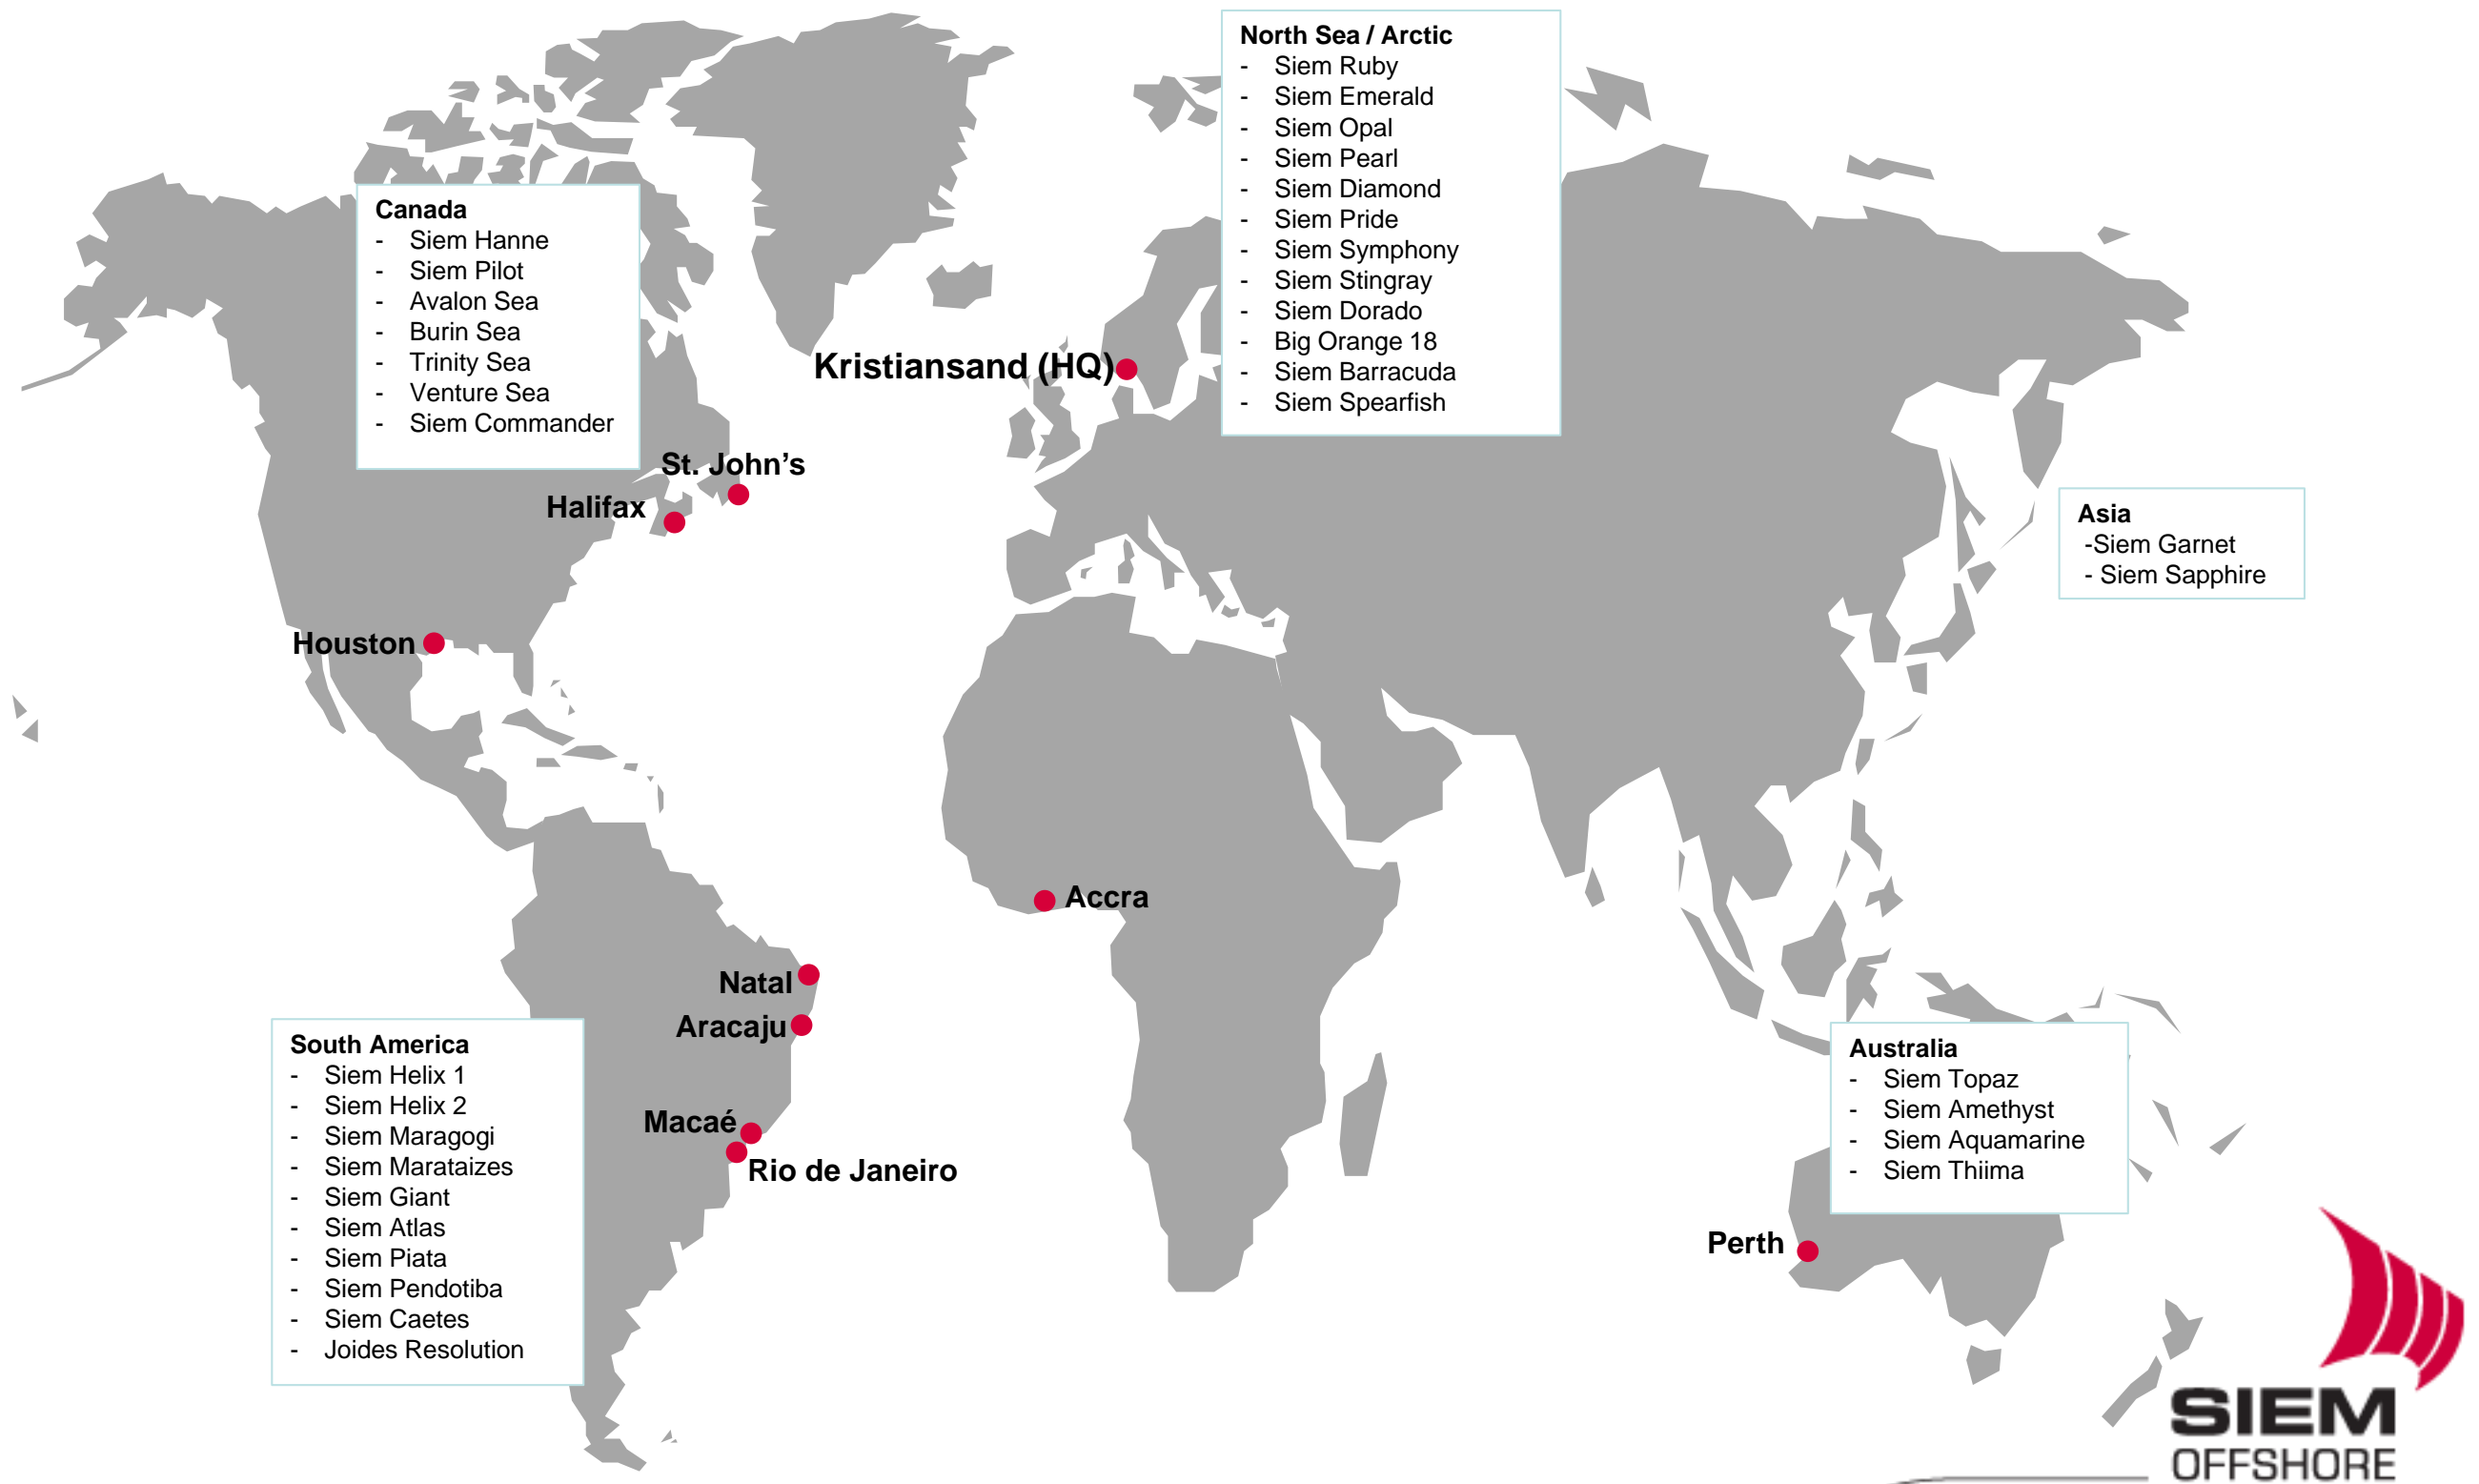 North Sea / Arctic
- Siem Ruby
- Siem Emerald
- Siem Opal
- Siem Pearl
- Siem Diamond
- Siem Pride
- Siem Symphony
- Siem Stingray
- Siem Dorado
- Big Orange 18
- Siem Barracuda
- Siem Spearfish
Canada
- Siem Hanne
- Siem Pilot
- Avalon Sea
- Burin Sea
- Trinity Sea
- Venture Sea
- Siem Commander
Kristiansand (HQ)
St. John’s
Halifax
Asia
-Siem Garnet
- Siem Sapphire
Houston
Accra
Natal
Aracaju
Macaé
Rio de Janeiro
South America
- Siem Helix 1
- Siem Helix 2
- Siem Maragogi
- Siem Marataizes
- Siem Giant
- Siem Atlas
- Siem Piata
- Siem Pendotiba
- Siem Caetes
- Joides Resolution
Australia
- Siem Topaz
- Siem Amethyst
- Siem Aquamarine
- Siem Thiima
Perth
SIEM
OFFSHORE